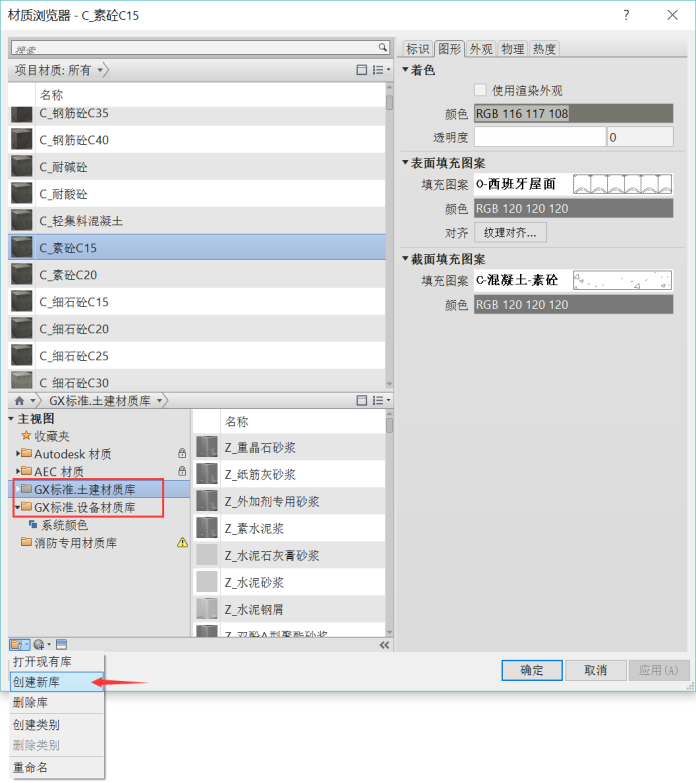 材质浏览器 - C_素砼C15
?
搜索
项目材质: 所有
名称
C_钢筋砼C35
C_钢筋砼C40
C_耐碱砼
C_耐酸砼
C_轻集料混凝土
C_素砼C15
C_素砼C20
C_细石砼C15
C_细石砼C20
C_细石砼C25
C_细石砼C30
GX标准.土建材质库
主视图
收藏夹
Autodesk 材质
AEC 材质
GX标准.土建材质库
GX标准.设备材质库
系统颜色
消防专用材质库
名称
Z_重晶石砂浆
Z_纸筋灰砂浆
Z_外加剂专用砂浆
Z_素水泥浆
Z_水泥石灰膏砂浆
Z_水泥砂浆
Z_水泥钢屑
Z_双酚A型聚酯砂浆
打开现有库
创建新库
删除库
创建类别
删除类别
重命名
标识 图形 外观 物理 热度
着色
使用渲染外观
颜色 RGB 116 117 108
透明度 0
表面填充图案
填充图案 0-西班牙屋面
颜色 RGB 120 120 120
对齐 纹理对齐...
截面填充图案
填充图案 C-混凝土-素砼
颜色 RGB 120 120 120
确定 取消 应用(A)